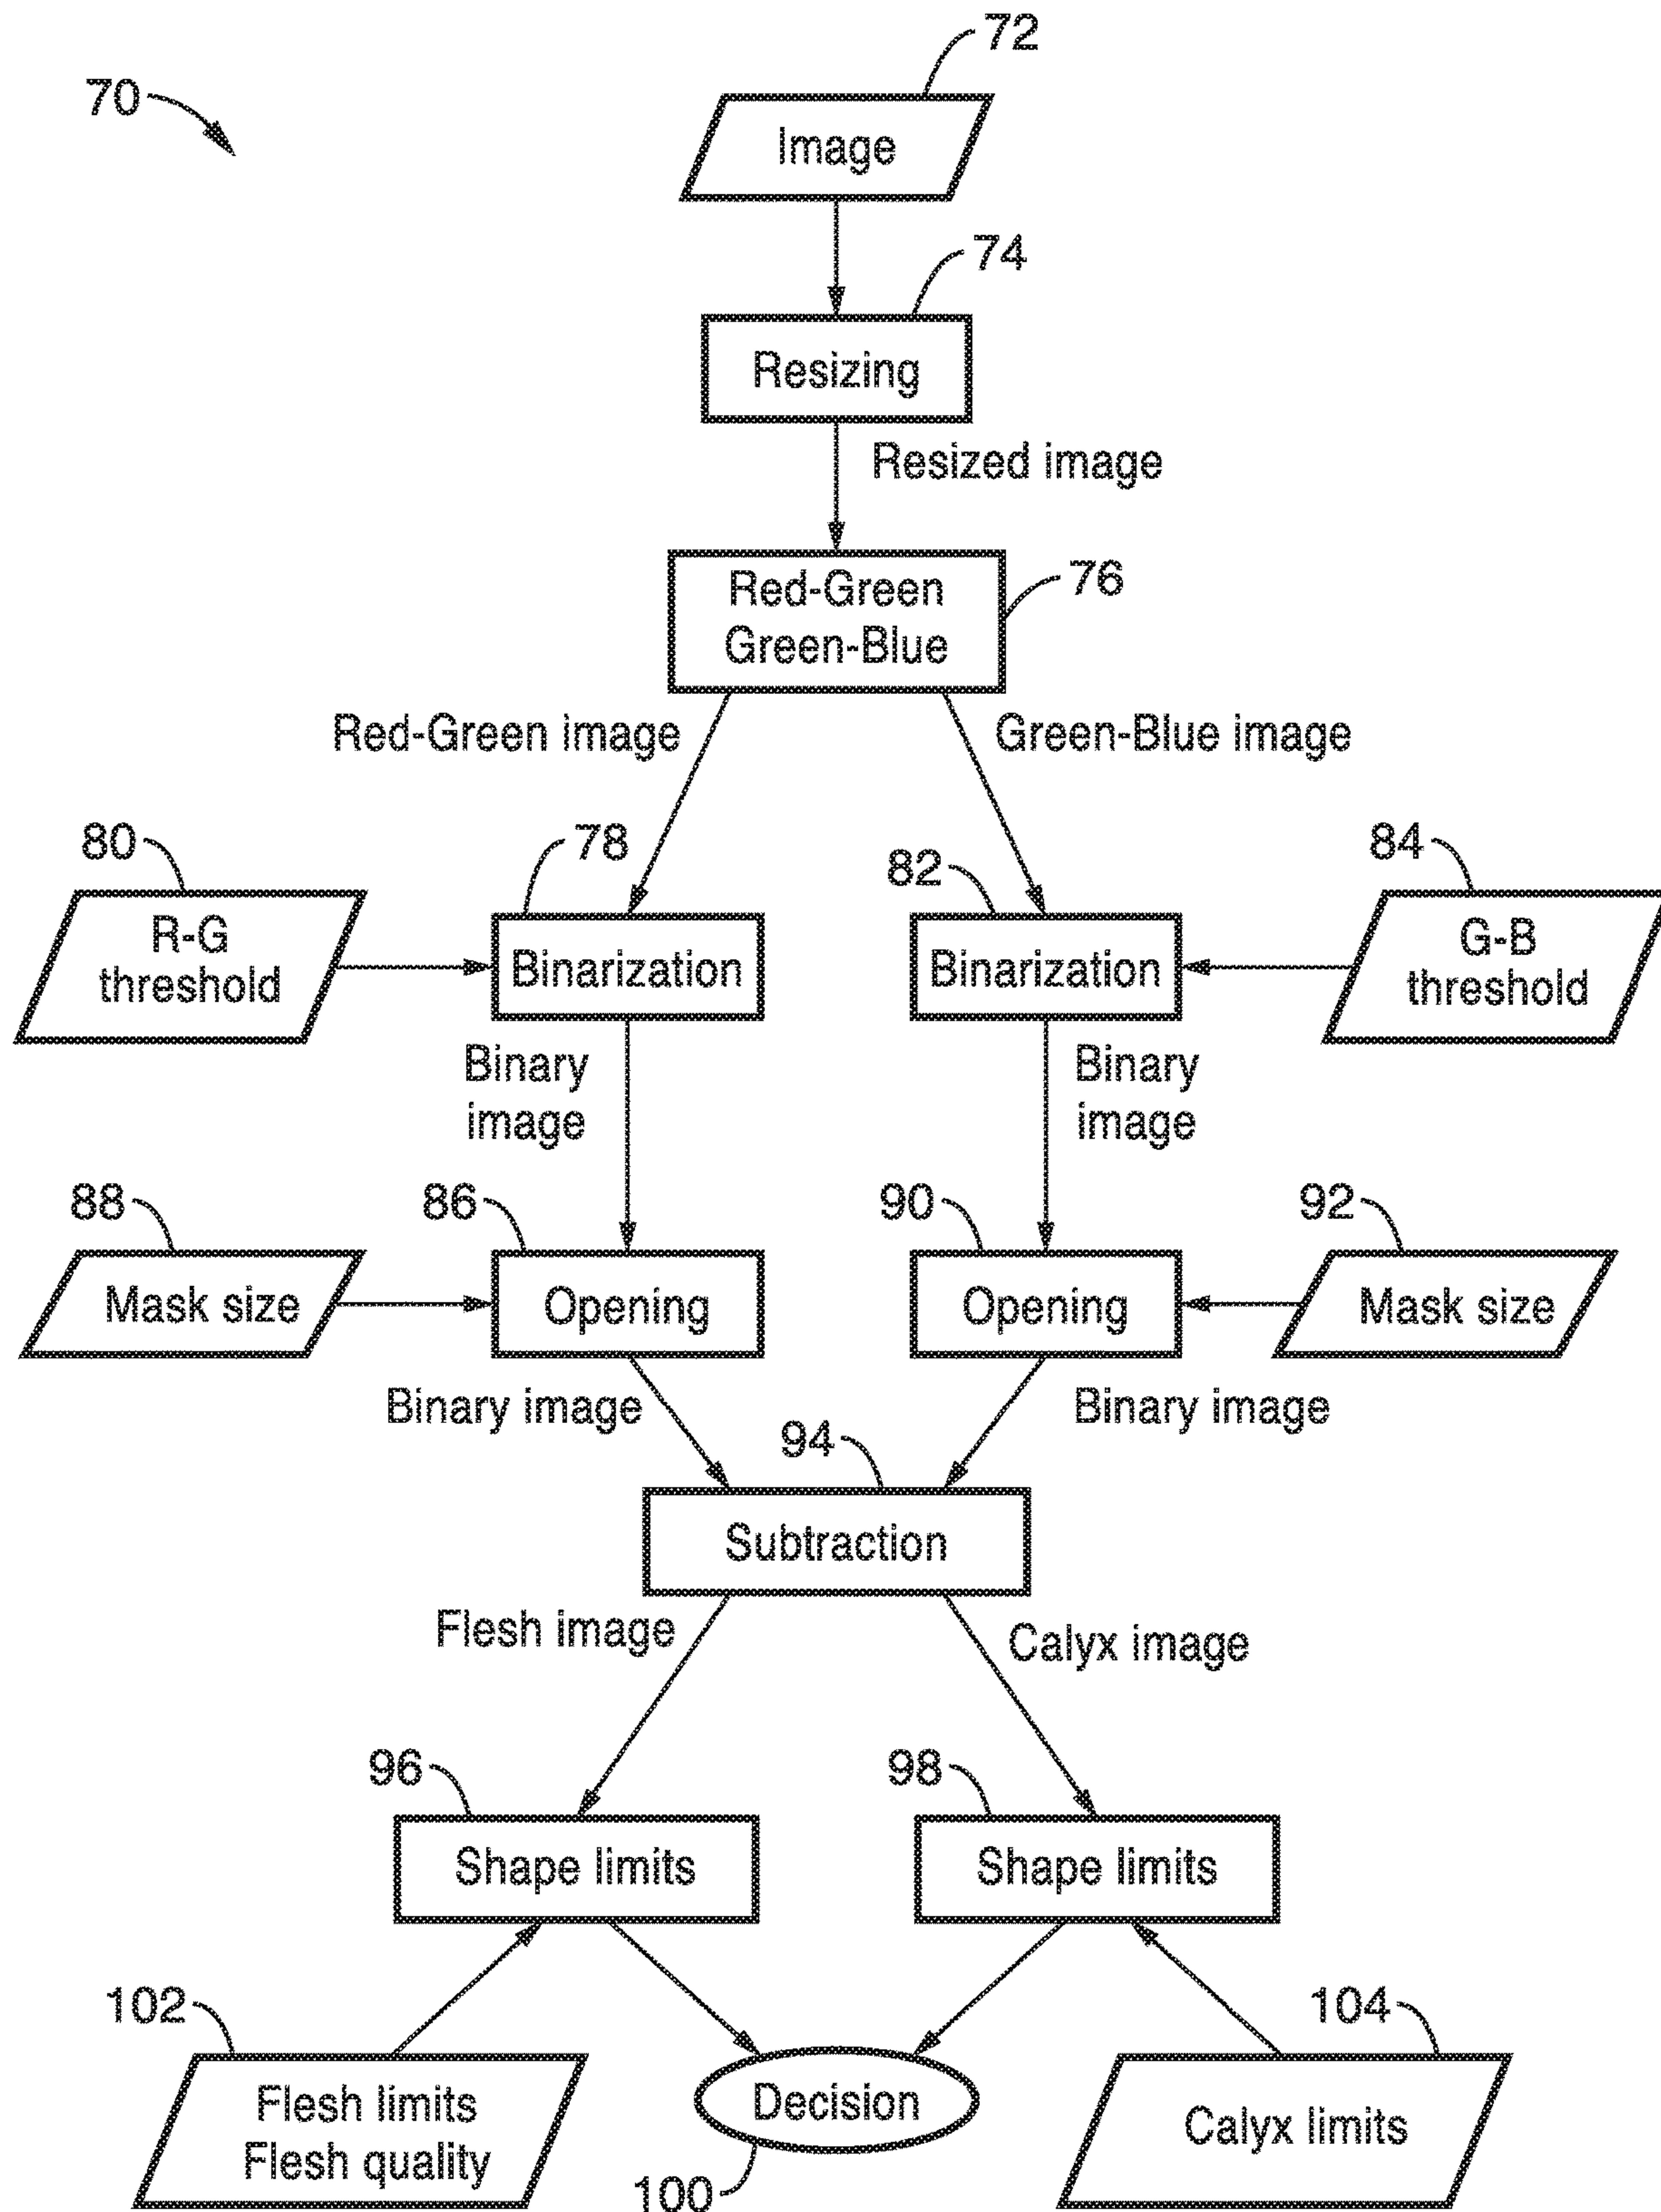 72
70
Image
74
Resizing
Resized image
Red-Green
Green-Blue
76
Red-Green image
Green-Blue image
80
78
82
84
R-G
threshold
Binarization
Binarization
G-B
threshold
Binary
image
Binary
image
88
86
90
92
Mask size
Opening
Opening
Mask size
Binary image
Binary image
94
Subtraction
Flesh image
Calyx image
96
98
Shape limits
Shape limits
102
104
Flesh limits
Flesh quality
Decision
Calyx limits
100